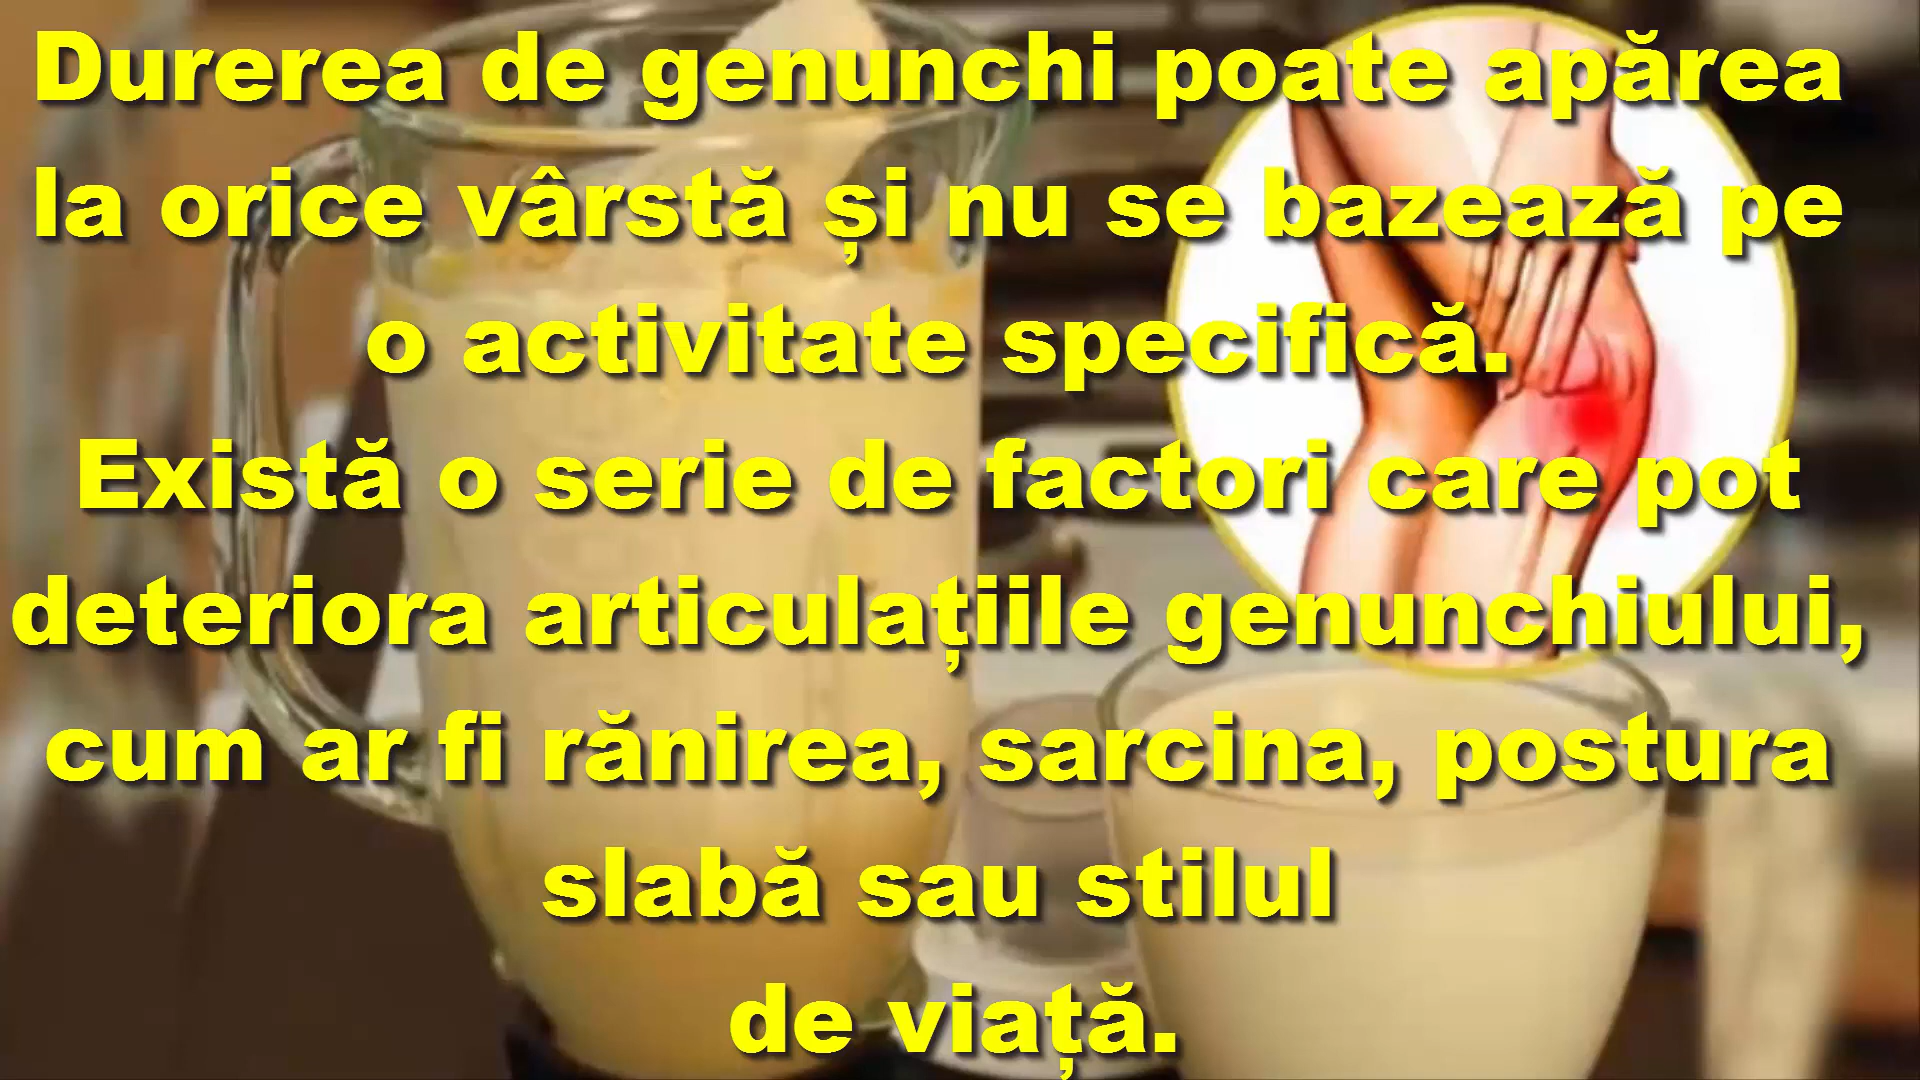 Durerea de genunchi poate apărea
la orice vârstă și nu se bazează pe
o activitate specifică.
Există o serie de factori care pot
deteriora articulațiile genunchiului,
cum ar fi rănirea, sarcina, postura
slabă sau stilul
de viață.